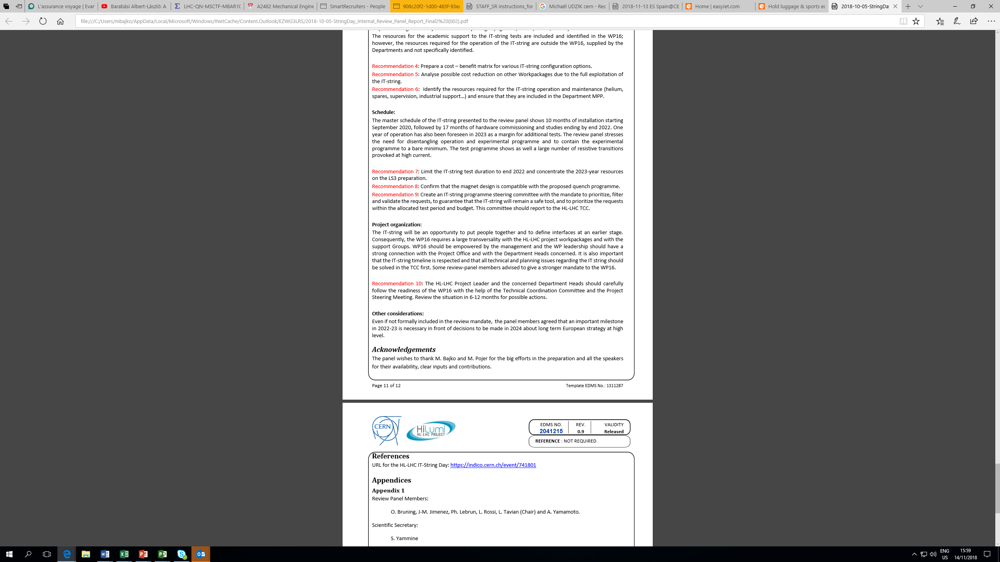 L'assurance voyage | Evar
Barabási Albert-László: A
LHC-QN-MSCTF-MBAR10
A2482 Mechanical Engine
SmartRecruiters - People
908c20f2-1d00-465f-93ea
STAFF_SR instructions_for
Michaël UDZIK cern - Rec
2018-11-13 ES Spain@CE
Home | easyJet.com
Hold luggage & sports ec
2018-10-05-StringDa
file:///C:/Users/mbajko/AppData/Local/Microsoft/Windows/INetCache/Content.Outlook/EZWG3LRS/2018-10-05-StringDay_Internal_Review_Panel_Report_Final2%20(002).pdf
The resources for the academic support to the IT-string tests are included and identified in the WP16;
however, the resources required for the operation of the IT-string are outside the WP16, supplied by the
Departments and not specifically identified.
Recommendation 4: Prepare a cost – benefit matrix for various IT-string configuration options.
Recommendation 5: Analyse possible cost reduction on other Workpackages due to the full exploitation of
the IT-string.
Recommendation 6: Identify the resources required for the IT-string operation and maintenance (helium,
spares, supervision, industrial support...) and ensure that they are included in the Department MPP.
Schedule:
The master schedule of the IT-string presented to the review panel shows 10 months of installation starting
September 2020, followed by 17 months of hardware commissioning and studies ending by end 2022. One
year of operation has also been foreseen in 2023 as a margin for additional tests. The review panel stresses
the need for disentangling operation and experimental programme and to contain the experimental
programme to a bare minimum. The test programme shows as well a large number of resistive transitions
provoked at high current.
Recommendation 7: Limit the IT-string test duration to end 2022 and concentrate the 2023-year resources
on the LS3 preparation.
Recommendation 8: Confirm that the magnet design is compatible with the proposed quench programme.
Recommendation 9: Create an IT-string programme steering committee with the mandate to prioritize, filter
and validate the requests, to guarantee that the IT-string will remain a safe tool, and to prioritize the requests
within the allocated test period and budget. This committee should report to the HL-LHC TCC.
Project organization:
The IT-string will be an opportunity to put people together and to define interfaces at an earlier stage.
Consequently, the WP16 requires a large transversality with the HL-LHC project workpackages and with the
support Groups. WP16 should be empowered by the management and the WP leadership should have a
strong connection with the Project Office and with the Department Heads concerned. It is also important
that the IT-string timeline is respected and that all technical and planning issues regarding the IT string should
be solved in the TCC first. Some review-panel members advised to give a stronger mandate to the WP16.
Recommendation 10: The HL-LHC Project Leader and the concerned Department Heads should carefully
follow the readiness of the WP16 with the help of the Technical Coordination Committee and the Project
Steering Meeting. Review the situation in 6-12 months for possible actions.
Other considerations:
Even if not formally included in the review mandate, the panel members agreed that an important milestone
in 2022-23 is necessary in front of decisions to be made in 2024 about long term European strategy at high
level.
Acknowledgements
The panel wishes to thank M. Bajko and M. Pojer for the big efforts in the preparation and all the speakers
for their availability, clear inputs and contributions.
Page 11 of 12
Template EDMS No.: 1311287
CERN
HiLumi
HL-LHC PROJECT
EDMS NO. REV. VALIDITY
2041215 0.9 Released
REFERENCE : NOT REQUIRED
References
URL for the HL-LHC IT-String Day: https://indico.cern.ch/event/741801
Appendices
Appendix 1
Review Panel Members:
O. Bruning, J-M. Jimenez, Ph. Lebrun, L. Rossi, L. Tavian (Chair) and A. Yamamoto.
Scientific Secretary:
S. Yammine
ENG
US
15:59
14/11/2018